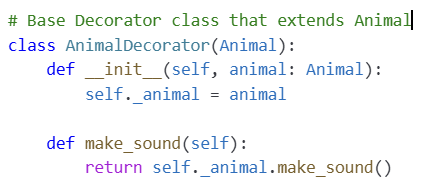 # Base Decorator class that extends Animal
class AnimalDecorator(Animal):
    def __init__(self, animal: Animal):
        self._animal = animal

    def make_sound(self):
        return self._animal.make_sound()